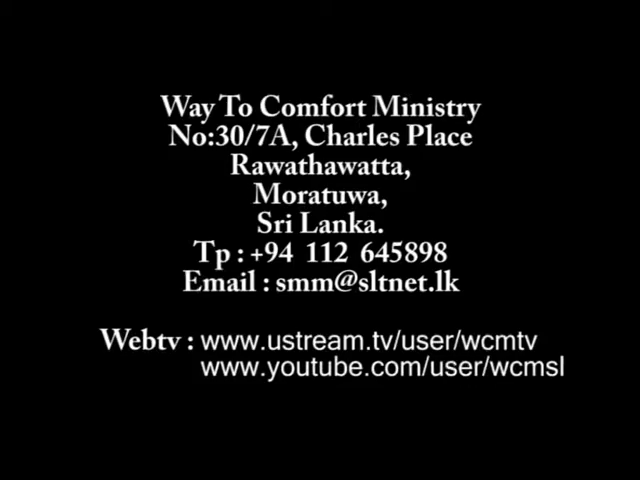 Way To Comfort Ministry
No:30/7A, Charles Place
Rawathawatta,
Moratuwa,
Sri Lanka.
Tp : +94 112 645898
Email : smm@sltnet.lk
Webtv : www.ustream.tv/user/wcmtv
www.youtube.com/user/wcmsl